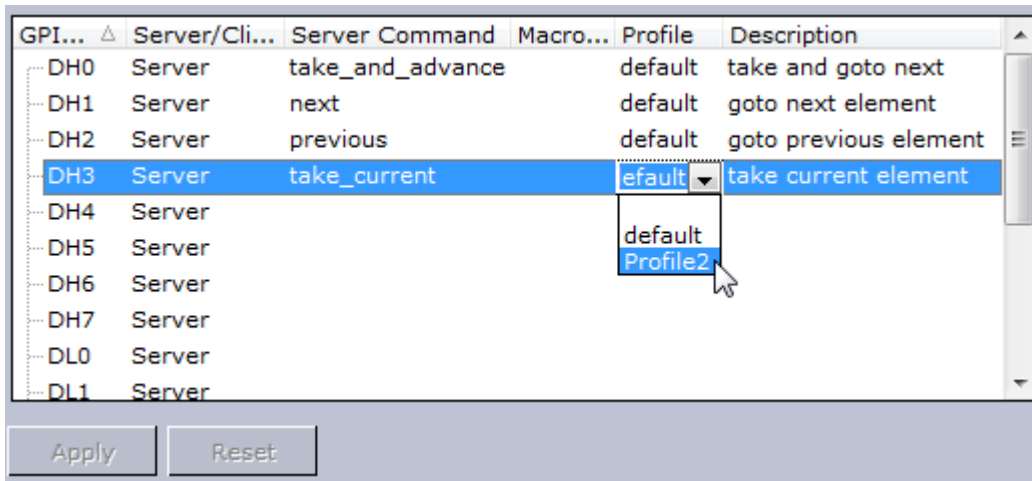 GPI... Server/Cli... Server Command Macro... Profile Description
DH0 Server take_and_advance default take and goto next
DH1 Server next default goto next element
DH2 Server previous default goto previous element
DH3 Server take_current efault take current element
DH4 Server
default
DH5 Server
Profile2
DH6 Server
DH7 Server
DL0 Server
DL1 Server
Apply Reset